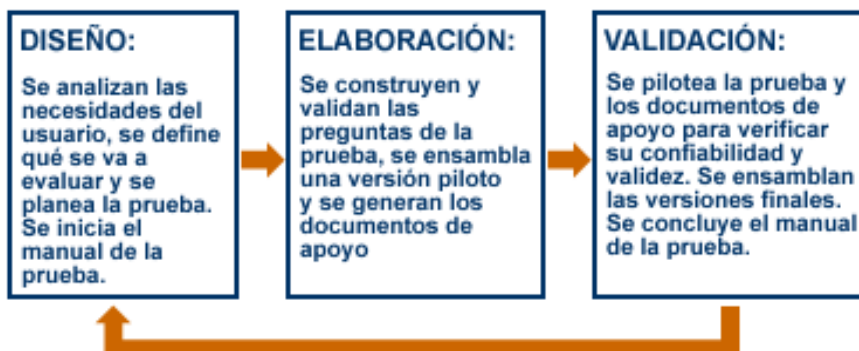 DISEÑO:
Se analizan las
necesidades del
usuario, se define
qué se va a
evaluar y se
planea la prueba.
Se inicia el
manual de la
prueba.
ELABORACIÓN:
Se construyen y
validan las
preguntas de la
prueba, se ensambla
una versión piloto
y se generan los
documentos de
apoyo
VALIDACIÓN:
Se pilotea la prueba y
los documentos de
apoyo para verificar
su confiabilidad y
validez. Se ensamblan
las versiones finales.
Se concluye el manual
de la prueba.